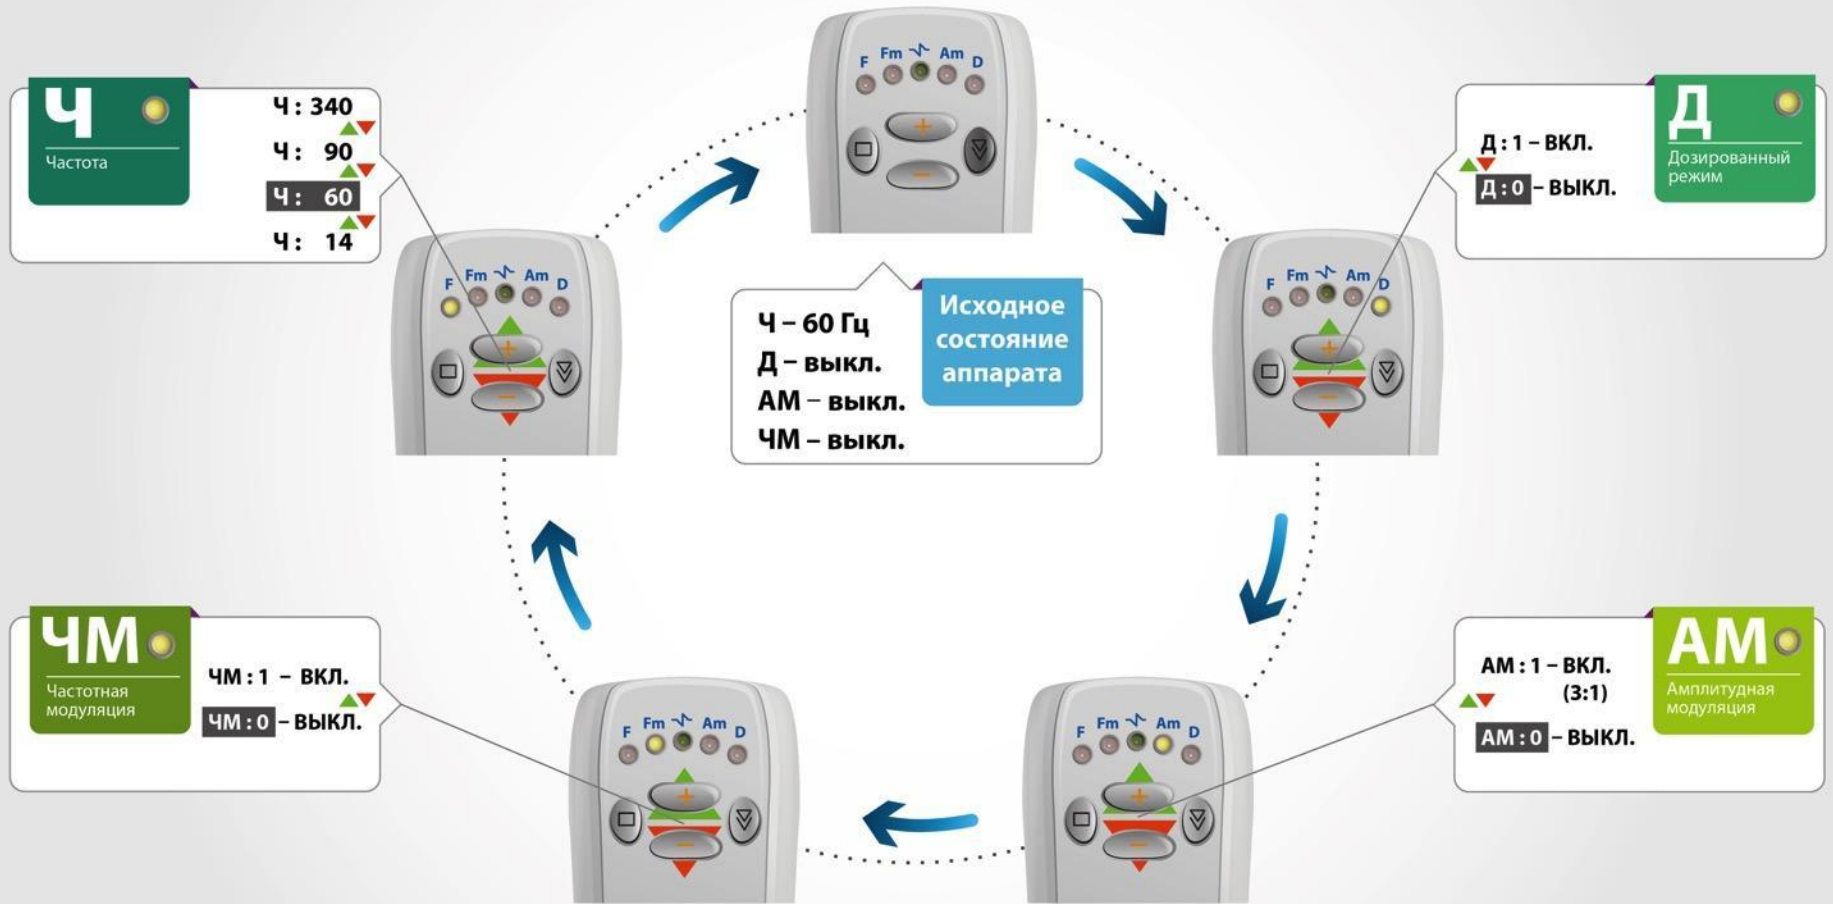 F Fm Am D
+
−
Ч
Частота
Ч: 340
Ч: 90
Ч: 60
Ч: 14
Д:1 – ВКЛ.
Д:0 – ВЫКЛ.
Д
Дозированный
режим
F Fm Am D
+
−
Ч – 60 Гц
Д – выкл.
АМ – выкл.
ЧМ – выкл.
Исходное
состояние
аппарата
F Fm Am D
+
−
ЧМ
Частотная
модуляция
ЧМ:1 – ВКЛ.
ЧМ:0 – ВЫКЛ.
F Fm Am D
+
−
F Fm Am D
+
−
АМ:1 – ВКЛ.
(3:1)
АМ:0 – ВЫКЛ.
АМ
Амплитудная
модуляция